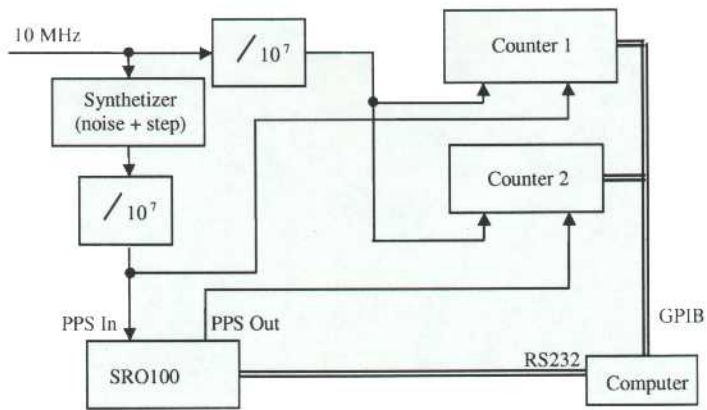 10 MHz
/ 10⁷
Counter 1
Synthetizer
(noise + step)
Counter 2
/ 10⁷
PPS In
PPS Out
GPIB
SRO100
RS232
Computer